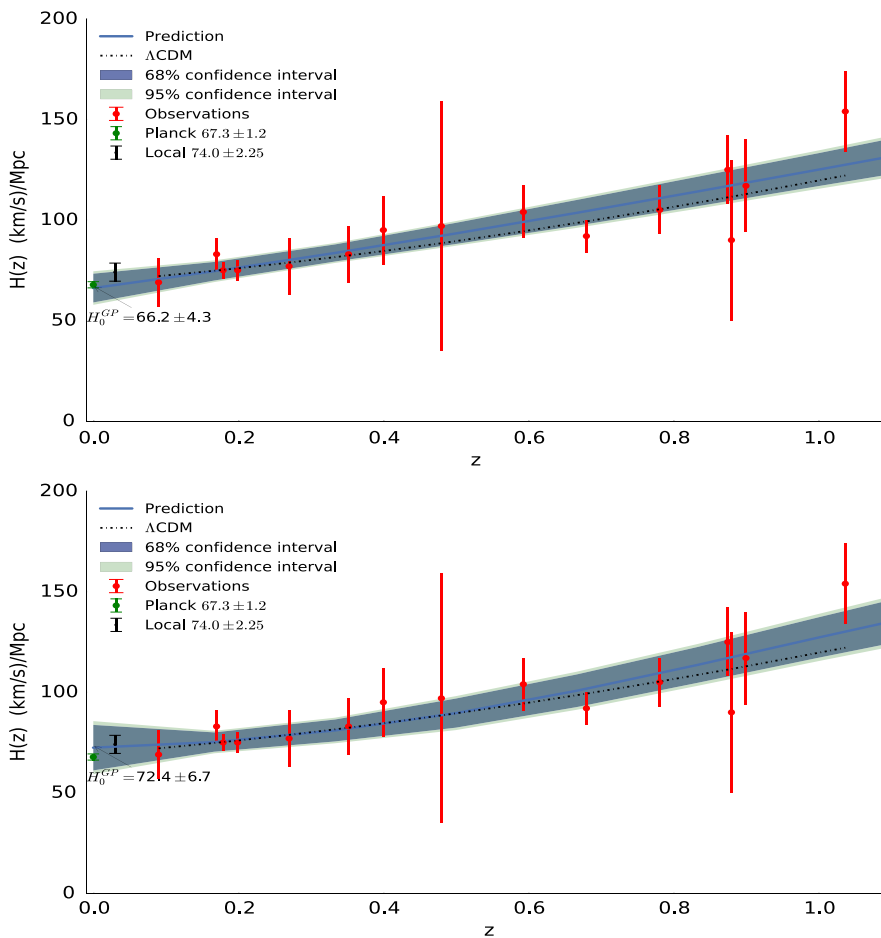 200
Prediction
ΛCDM
68% confidence interval
95% confidence interval
Observations
Planck 67.3 ± 1.2
Local 74.0 ± 2.25
150
100
50
0
H(z) (km/s)/Mpc
H₀^GP = 66.2 ± 4.3
0.0 0.2 0.4 0.6 0.8 1.0
z
200
Prediction
ΛCDM
68% confidence interval
95% confidence interval
Observations
Planck 67.3 ± 1.2
Local 74.0 ± 2.25
150
100
50
0
H(z) (km/s)/Mpc
H₀^GP = 72.4 ± 6.7
0.0 0.2 0.4 0.6 0.8 1.0
z